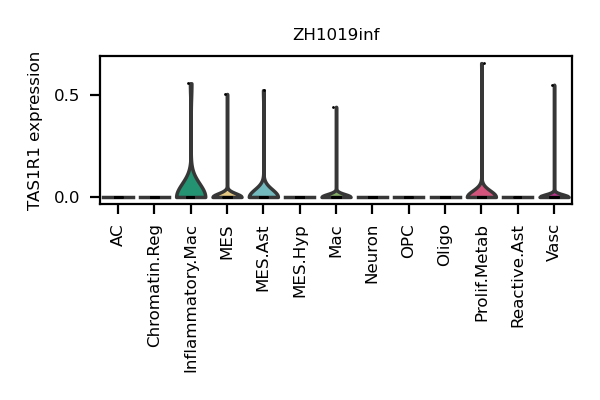 ZH1019inf
TAS1R1 expression
0.5
0.0
AC
Chromatin.Reg
Inflammatory.Mac
MES
MES.Ast
MES.Hyp
Mac
Neuron
OPC
Oligo
Prolif.Metab
Reactive.Ast
Vasc